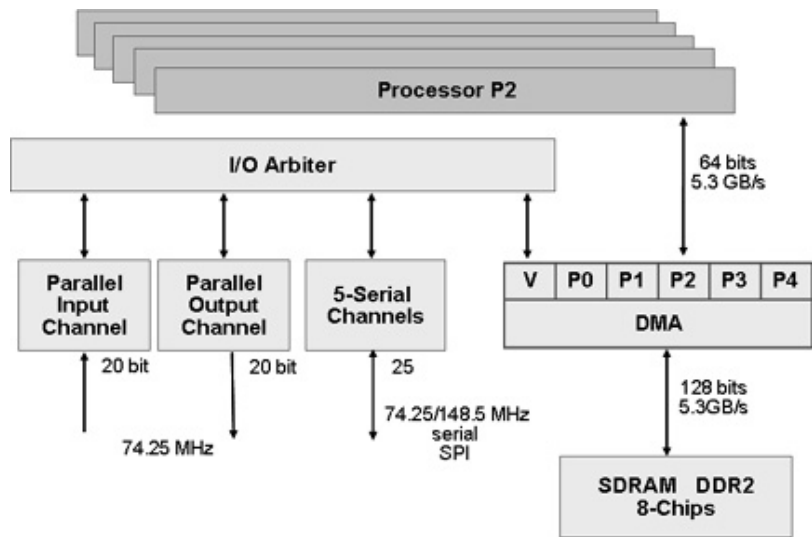 Processor P2
I/O Arbiter
64 bits
5.3 GB/s
Parallel
Input
Channel
Parallel
Output
Channel
5-Serial
Channels
V P0 P1 P2 P3 P4
DMA
20 bit
20 bit
25
74.25 MHz
74.25/148.5 MHz
serial
SPI
128 bits
5.3GB/s
SDRAM DDR2
8-Chips